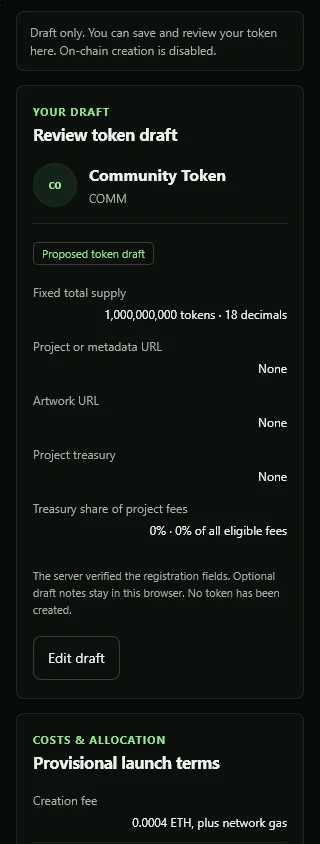 Draft only. You can save and review your token
here. On-chain creation is disabled.
YOUR DRAFT
Review token draft
CO
Community Token
COMM
Proposed token draft
Fixed total supply
1,000,000,000 tokens · 18 decimals
Project or metadata URL
None
Artwork URL
None
Project treasury
None
Treasury share of project fees
0% · 0% of all eligible fees
The server verified the registration fields. Optional
draft notes stay in this browser. No token has been
created.
Edit draft
COSTS & ALLOCATION
Provisional launch terms
Creation fee
0.0004 ETH, plus network gas